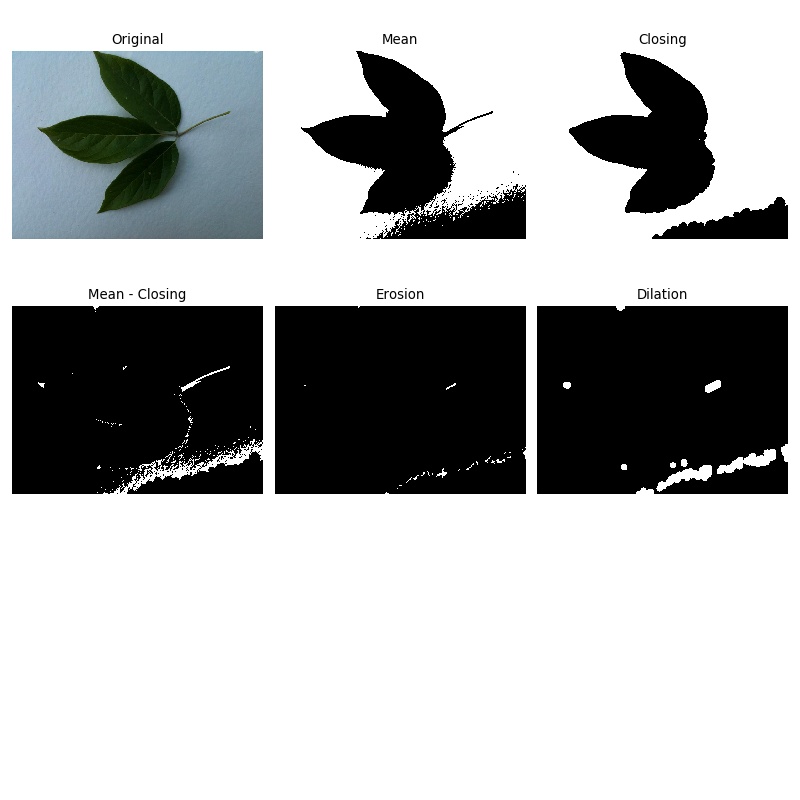 Original
Mean
Closing
Mean - Closing
Erosion
Dilation